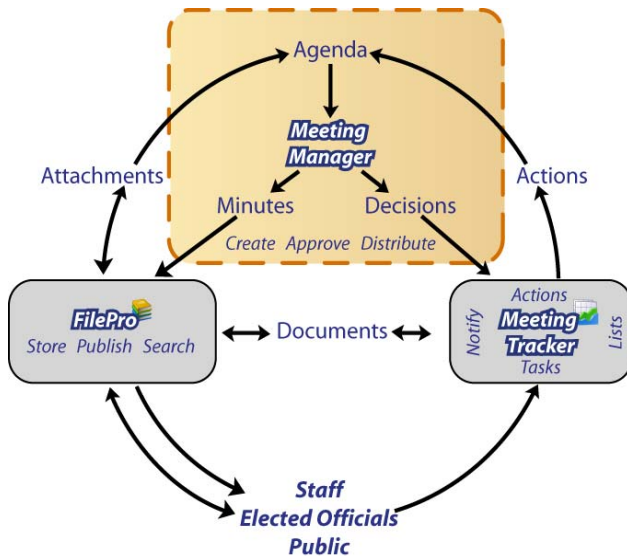 Agenda
Meeting
Manager
Attachments
Actions
Minutes
Decisions
Create Approve Distribute
FilePro
Store Publish Search
Documents
Actions
Notify
Meeting
Tracker
Lists
Tasks
Staff
Elected Officials
Public